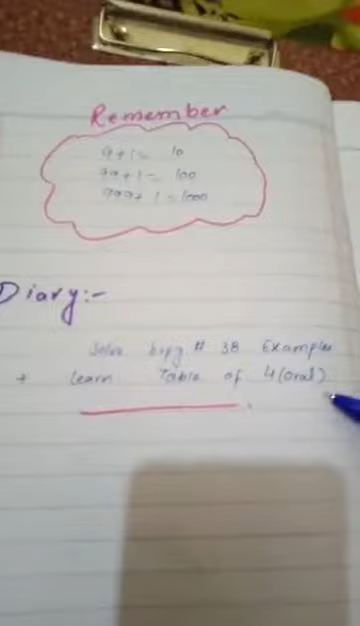 Remember
9+1= 10
99+1= 100
999+ 1 = 1000
Diary:-
Solve bkpg # 38 Examples
+ learn Table of 4 (oral)